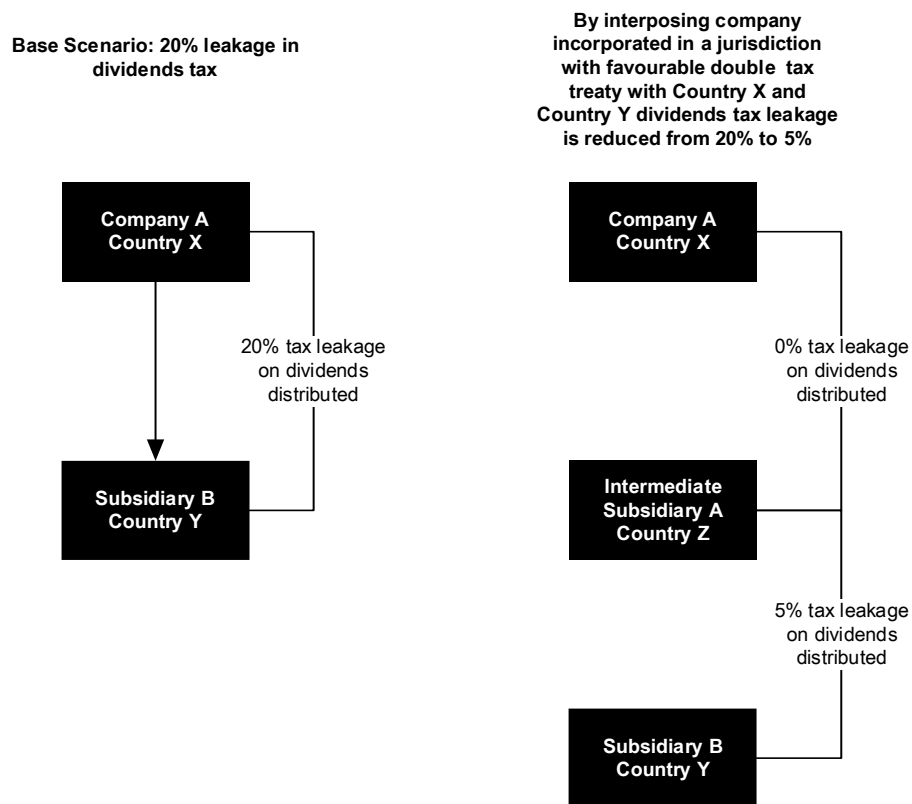 Base Scenario: 20% leakage in
dividends tax
Company A
Country X
20% tax leakage
on dividends
distributed
Subsidiary B
Country Y
By interposing company
incorporated in a jurisdiction
with favourable double tax
treaty with Country X and
Country Y dividends tax leakage
is reduced from 20% to 5%
Company A
Country X
0% tax leakage
on dividends
distributed
Intermediate
Subsidiary A
Country Z
5% tax leakage
on dividends
distributed
Subsidiary B
Country Y